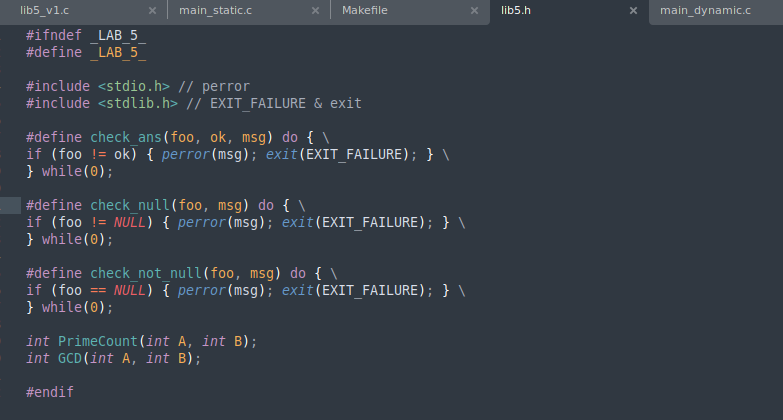 lib5_v1.c × main_static.c × Makefile × lib5.h × main_dynamic.c
#ifndef _LAB_5_
#define _LAB_5_
#include <stdio.h> // perror
#include <stdlib.h> // EXIT_FAILURE & exit
#define check_ans(foo, ok, msg) do { \
if (foo != ok) { perror(msg); exit(EXIT_FAILURE); } \
} while(0);
#define check_null(foo, msg) do { \
if (foo != NULL) { perror(msg); exit(EXIT_FAILURE); } \
} while(0);
#define check_not_null(foo, msg) do { \
if (foo == NULL) { perror(msg); exit(EXIT_FAILURE); } \
} while(0);
int PrimeCount(int A, int B);
int GCD(int A, int B);
#endif